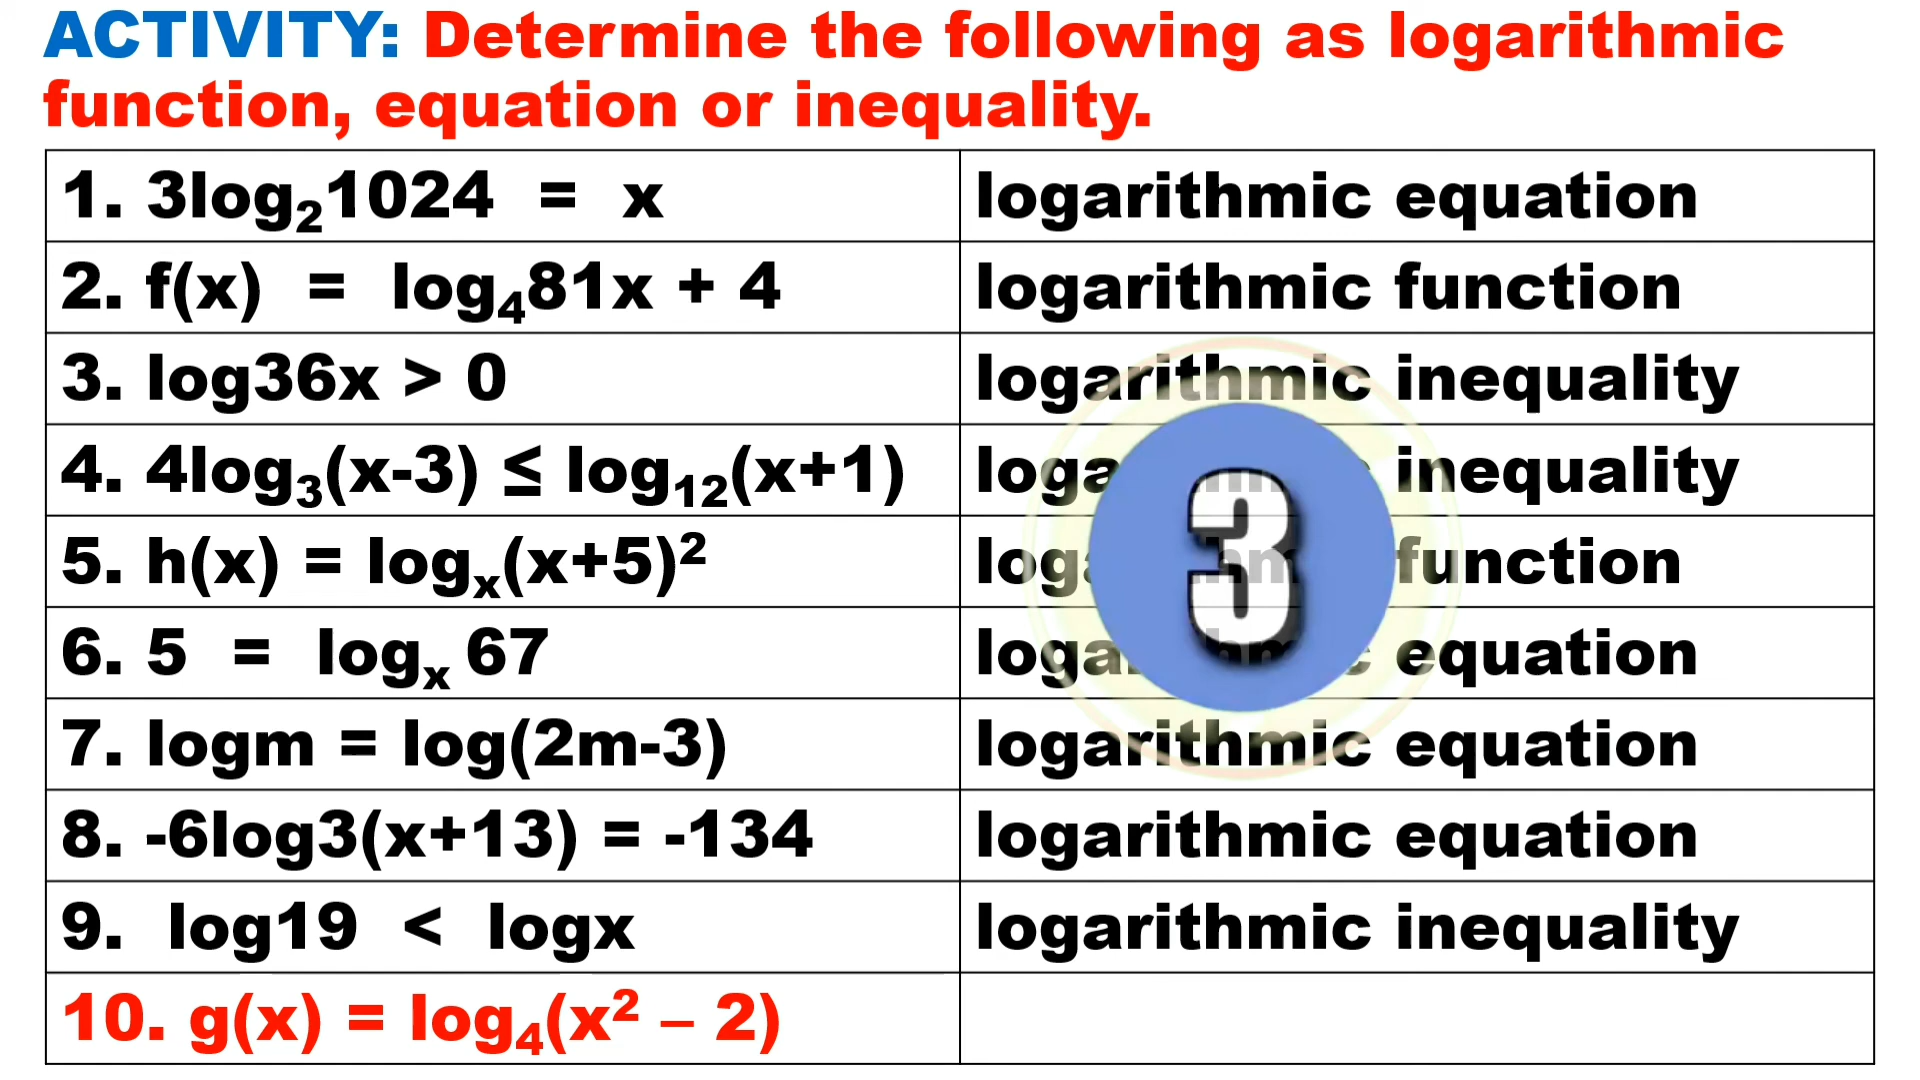 ACTIVITY: Determine the following as logarithmic
function, equation or inequality.
1. 3log₂1024 = x logarithmic equation
2. f(x) = log₄81x + 4 logarithmic function
3. log36x > 0 logarithmic inequality
4. 4log₃(x-3) ≤ log₁₂(x+1) logarithmic inequality
5. h(x) = logₓ(x+5)² logarithmic function
6. 5 = logₓ 67 logarithmic equation
7. logm = log(2m-3) logarithmic equation
8. -6log3(x+13) = -134 logarithmic equation
9. log19 < logx logarithmic inequality
10. g(x) = log₄(x² – 2)
3